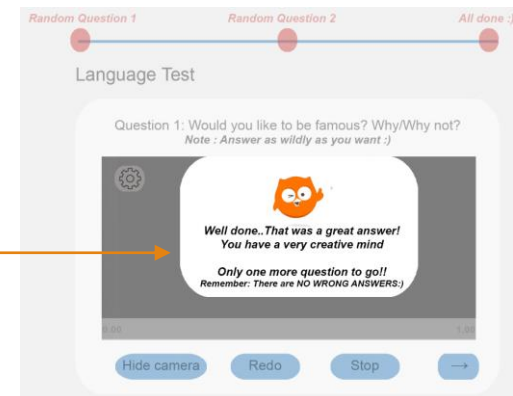 Random Question 1 Random Question 2 All done :)
Language Test
Question 1: Would you like to be famous? Why/Why not?
Note : Answer as wildly as you want :)
Well done..That was a great answer!
You have a very creative mind
Only one more question to go!!
Remember: There are NO WRONG ANSWERS:)
0.00 1.00
Hide camera Redo Stop →